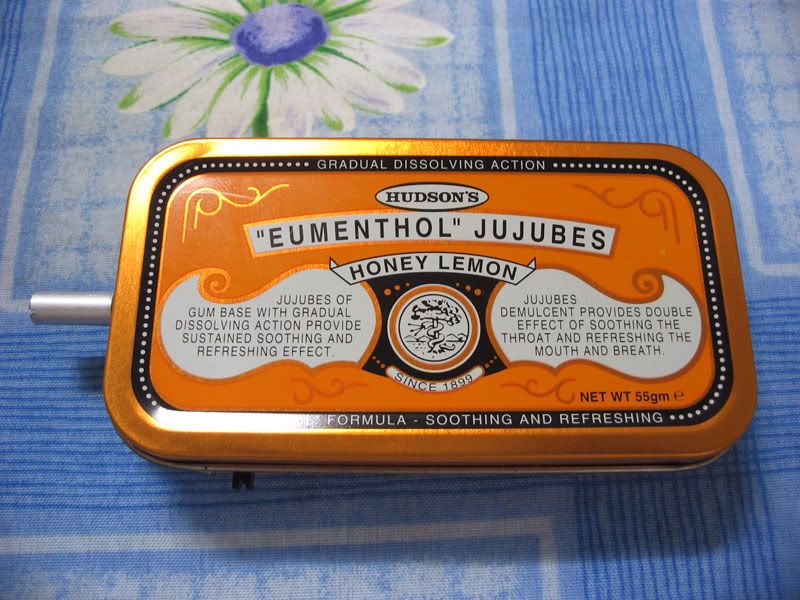 GRADUAL DISSOLVING ACTION
HUDSON'S
"EUMENTHOL" JUJUBES
HONEY LEMON
JUJUBES OF
GUM BASE WITH GRADUAL
DISSOLVING ACTION PROVIDE
SUSTAINED SOOTHING AND
REFRESHING EFFECT.
JUJUBES
DEMULCENT PROVIDES DOUBLE
EFFECT OF SOOTHING THE
THROAT AND REFRESHING THE
MOUTH AND BREATH.
SINCE 1899
NET WT 55gm ℮
FORMULA - SOOTHING AND REFRESHING